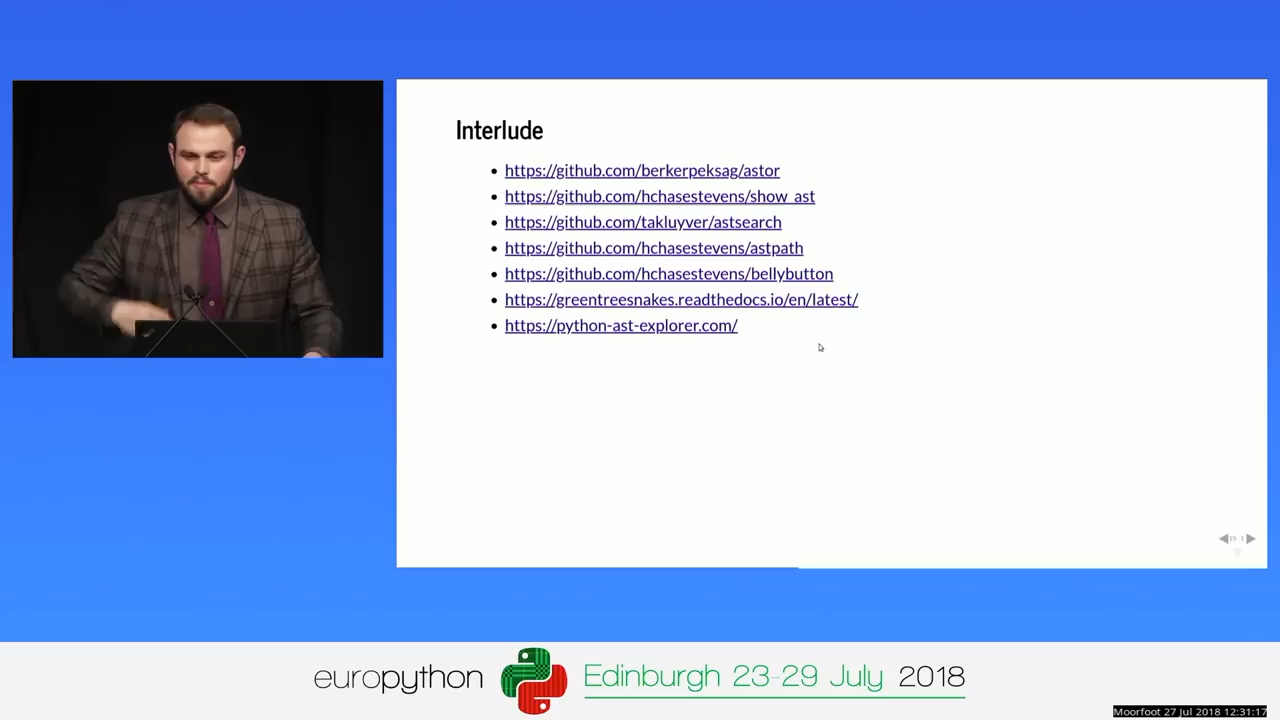 Interlude
https://github.com/berkerpeksag/astor
https://github.com/hchasestevens/show_ast
https://github.com/takluyver/astsearch
https://github.com/hchasestevens/astpath
https://github.com/hchasestevens/bellybutton
https://greentreesnakes.readthedocs.io/en/latest/
https://python-ast-explorer.com/
europython Edinburgh 23-29 July 2018
Moorfoot 27 Jul 2018 12:31:17